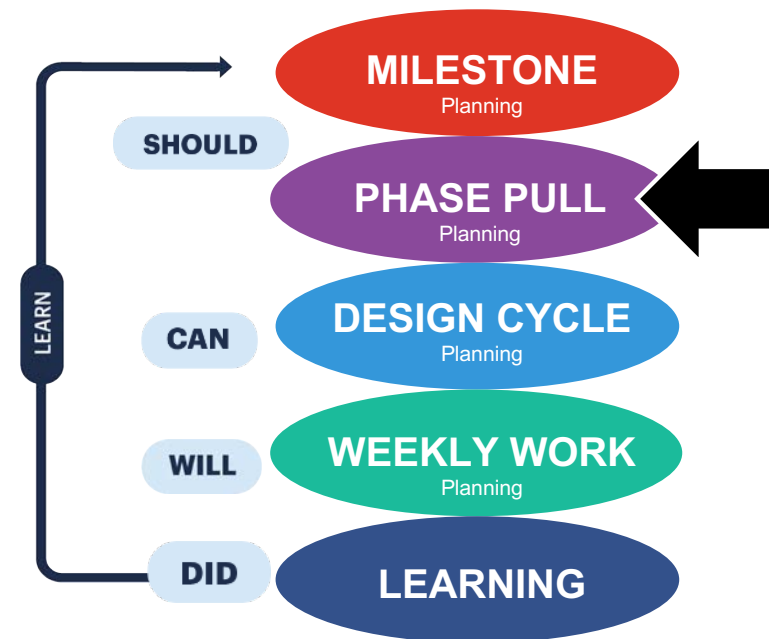 MILESTONE
Planning
SHOULD
PHASE PULL
Planning
LEARN
DESIGN CYCLE
Planning
CAN
WEEKLY WORK
Planning
WILL
DID
LEARNING